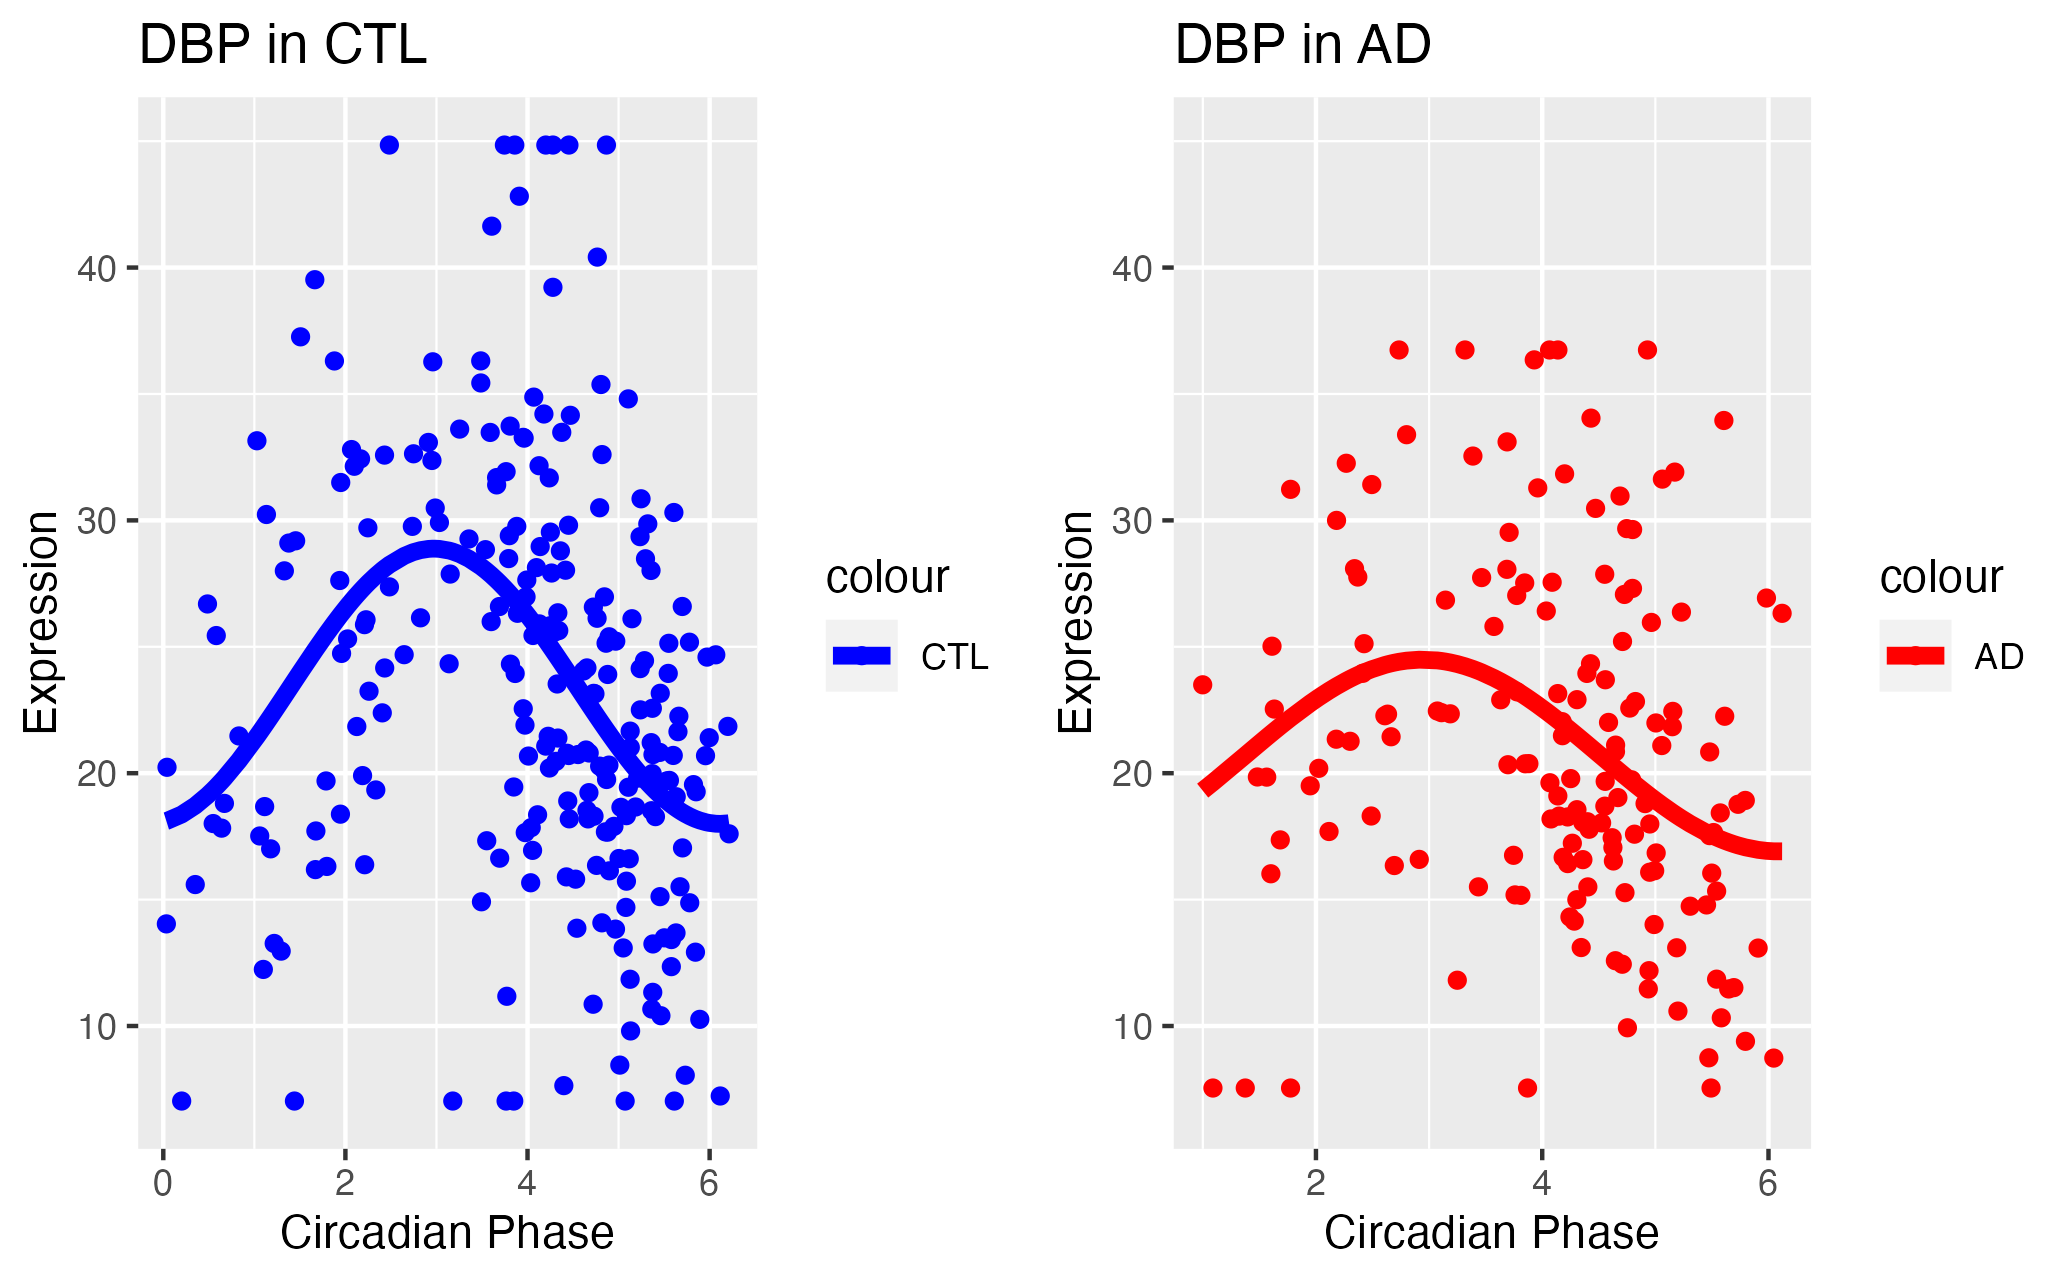 DBP in CTL
Expression
40
30
20
10
0 2 4 6
Circadian Phase
colour
CTL
DBP in AD
Expression
40
30
20
10
2 4 6
Circadian Phase
colour
AD